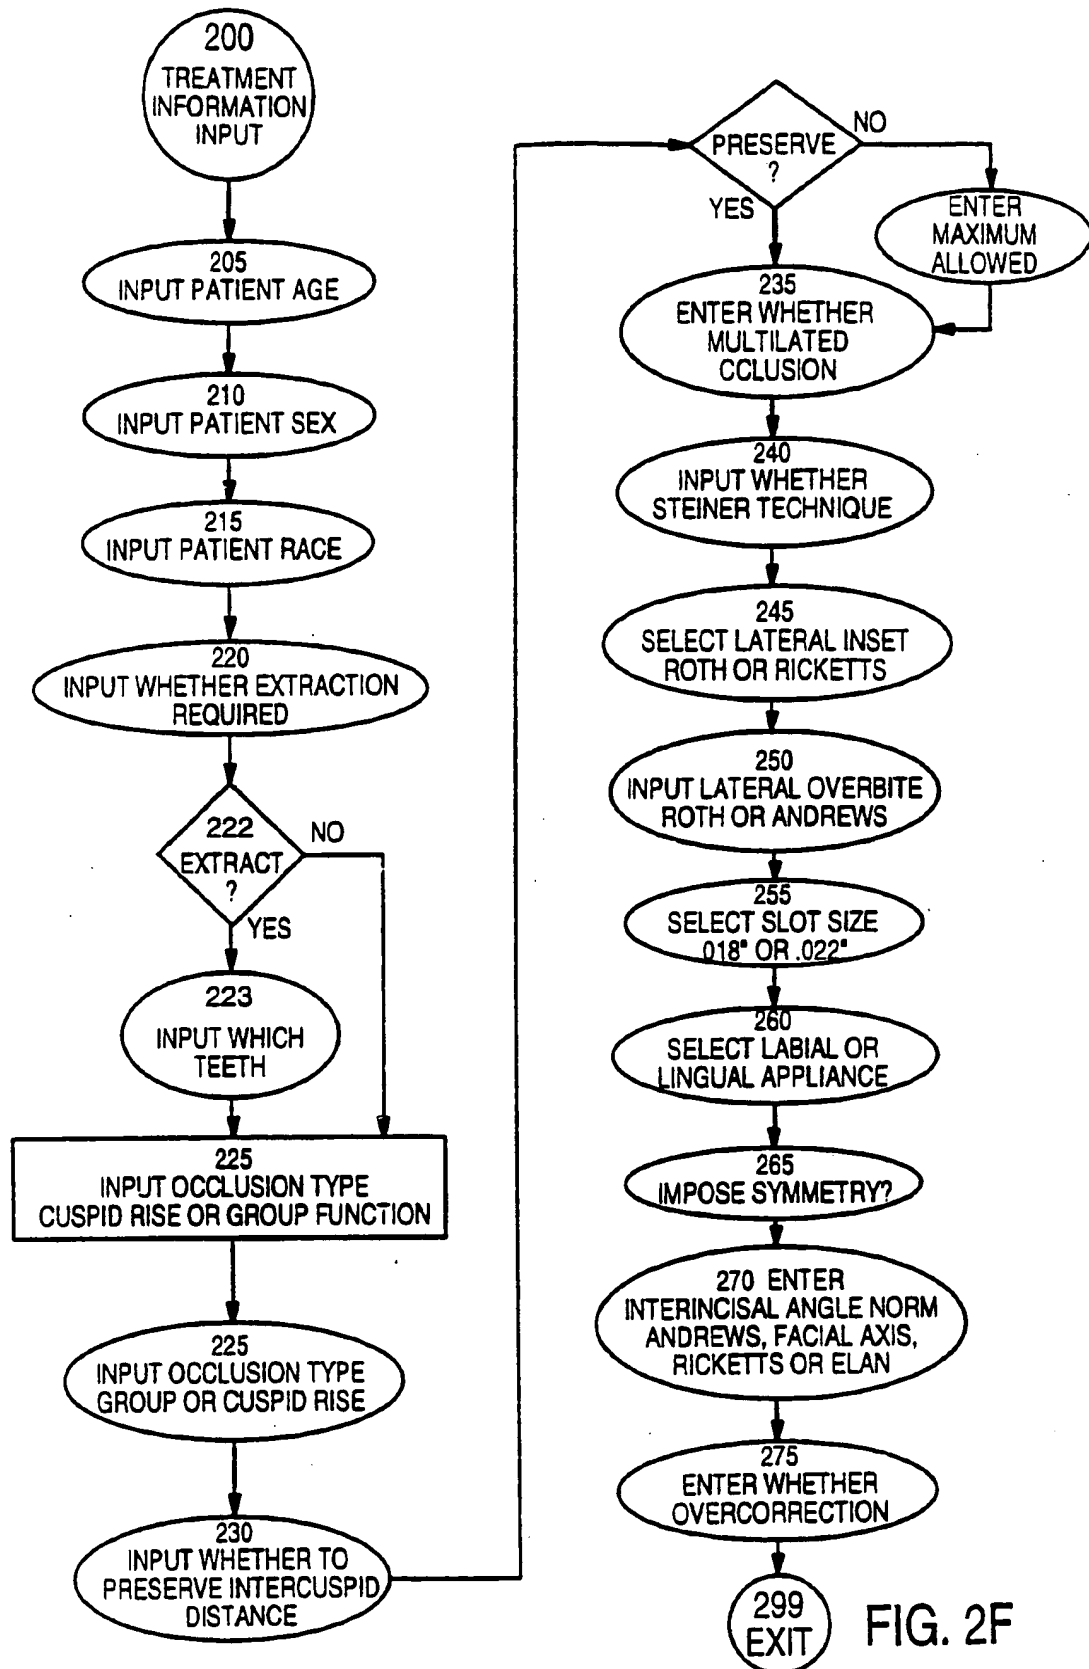 200
TREATMENT
INFORMATION
INPUT
205
INPUT PATIENT AGE
210
INPUT PATIENT SEX
215
INPUT PATIENT RACE
220
INPUT WHETHER EXTRACTION
REQUIRED
222
EXTRACT
?
NO
YES
223
INPUT WHICH
TEETH
225
INPUT OCCLUSION TYPE
CUSPID RISE OR GROUP FUNCTION
225
INPUT OCCLUSION TYPE
GROUP OR CUSPID RISE
230
INPUT WHETHER TO
PRESERVE INTERCUSPID
DISTANCE
PRESERVE
?
NO
YES
ENTER
MAXIMUM
ALLOWED
235
ENTER WHETHER
MULTILATED
CCLUSION
240
INPUT WHETHER
STEINER TECHNIQUE
245
SELECT LATERAL INSET
ROTH OR RICKETTS
250
INPUT LATERAL OVERBITE
ROTH OR ANDREWS
255
SELECT SLOT SIZE
.018" OR .022"
260
SELECT LABIAL OR
LINGUAL APPLIANCE
265
IMPOSE SYMMETRY?
270 ENTER
INTERINCISAL ANGLE NORM
ANDREWS, FACIAL AXIS,
RICKETTS OR ELAN
275
ENTER WHETHER
OVERCORRECTION
299
EXIT
FIG. 2F